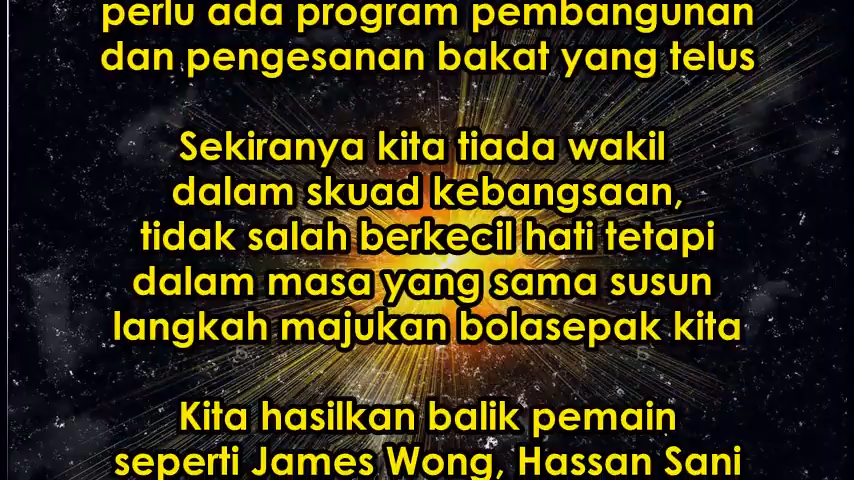 perlu ada program pembangunan
dan pengesanan bakat yang telus
Sekiranya kita tiada wakil
dalam skuad kebangsaan,
tidak salah berkecil hati tetapi
dalam masa yang sama susun
langkah majukan bolasepak kita
Kita hasilkan balik pemain
seperti James Wong, Hassan Sani